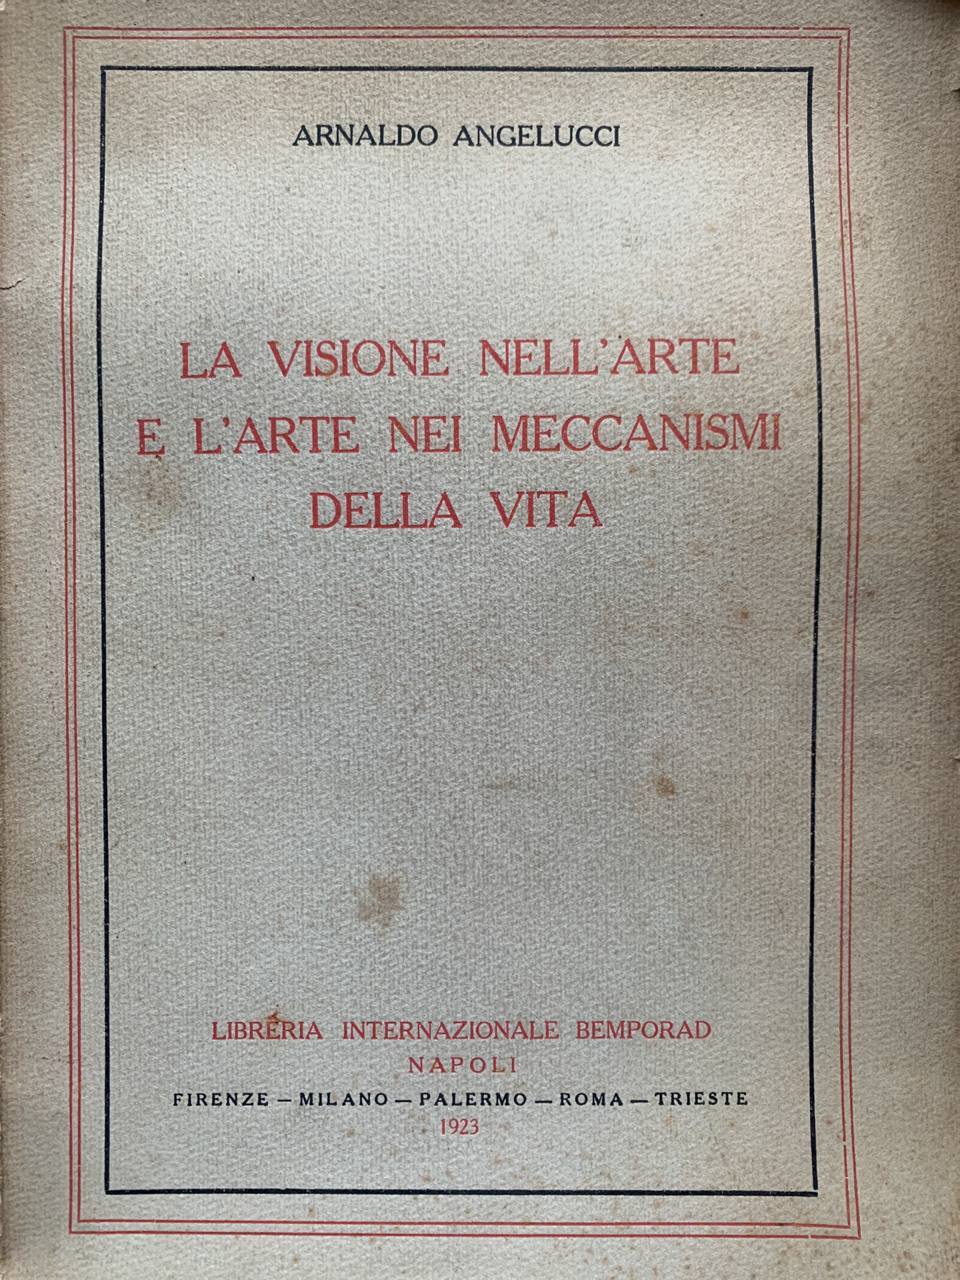 ARNALDO ANGELUCCI
LA VISIONE NELL'ARTE
E L'ARTE NEI MECCANISMI
DELLA VITA
LIBRERIA INTERNAZIONALE BEMPORAD
NAPOLI
FIRENZE — MILANO — PALERMO — ROMA — TRIESTE
1923